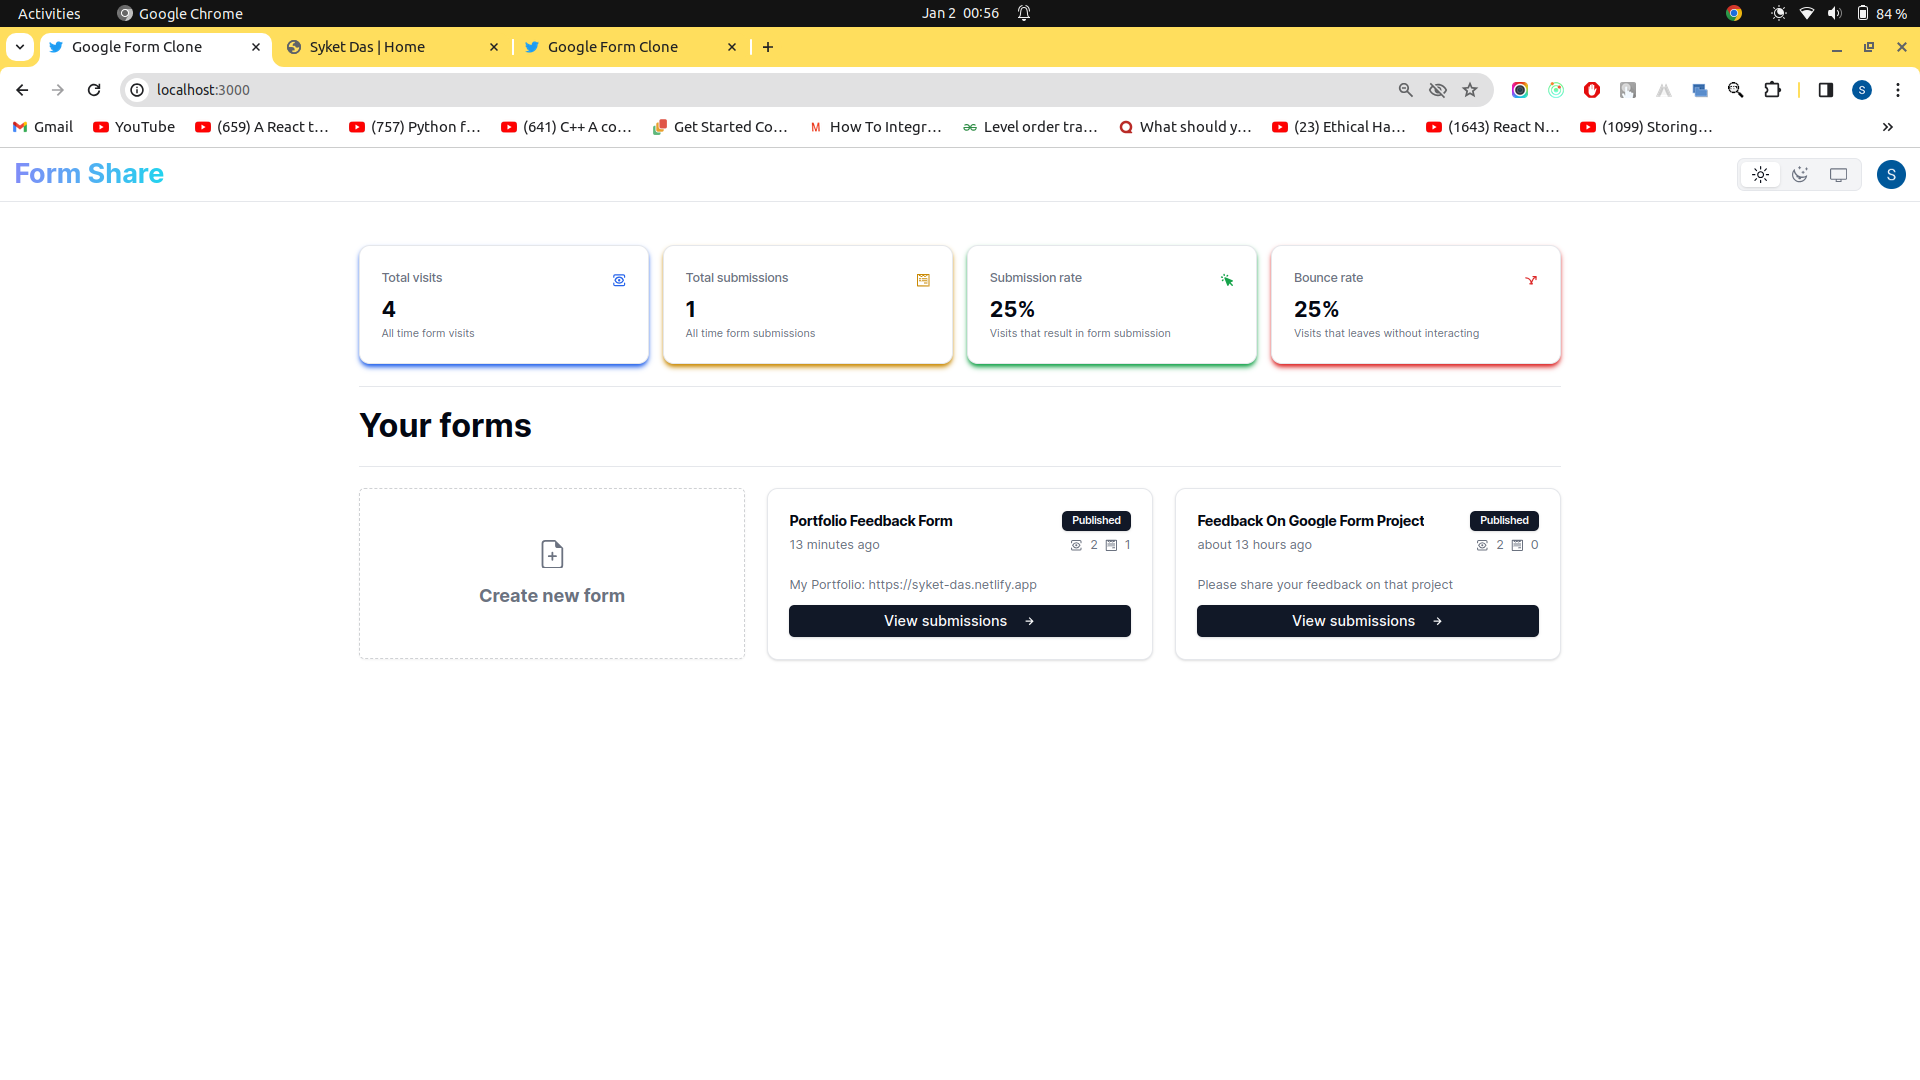 Activities Google Chrome Jan 2 00:56 84 %
Google Form Clone Syket Das | Home Google Form Clone
localhost:3000 S
Gmail YouTube (659) A React t... (757) Python f... (641) C++ A co... Get Started Co... M How To Integr... Level order tra... What should y... (23) Ethical Ha... (1643) React N... (1099) Storing...
Form Share S
Total visits Total submissions Submission rate Bounce rate
4 1 25% 25%
All time form visits All time form submissions Visits that result in form submission Visits that leaves without interacting
Your forms
Portfolio Feedback Form Published Feedback On Google Form Project Published
13 minutes ago 2 1 about 13 hours ago 2 0
My Portfolio: https://syket-das.netlify.app Please share your feedback on that project
Create new form
View submissions → View submissions →